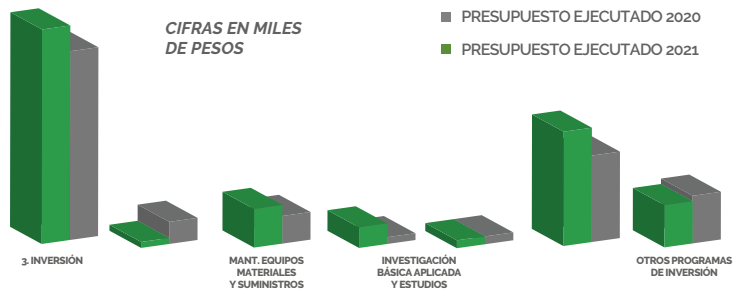 CIFRAS EN MILES
DE PESOS
PRESUPUESTO EJECUTADO 2020
PRESUPUESTO EJECUTADO 2021
3. INVERSIÓN
MANT. EQUIPOS
MATERIALES
Y SUMINISTROS
INVESTIGACIÓN
BÁSICA APLICADA
Y ESTUDIOS
OTROS PROGRAMAS
DE INVERSIÓN